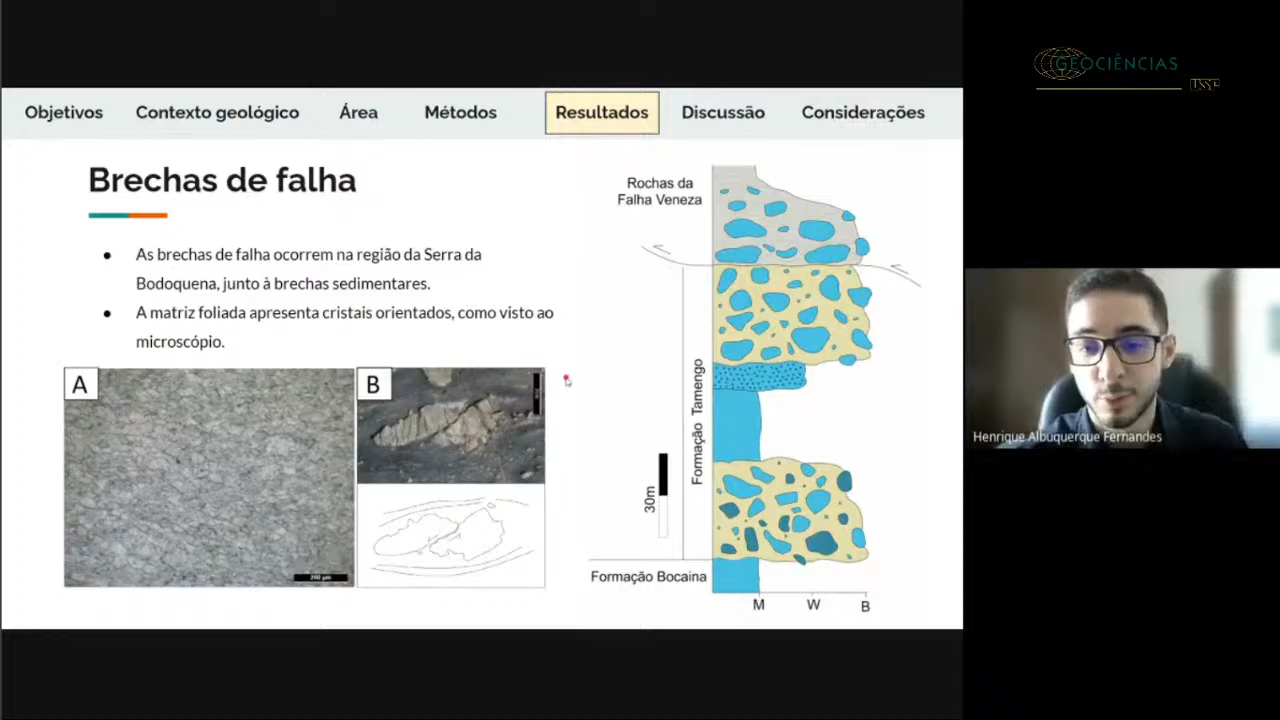 GEOCIÊNCIAS
USP
Objetivos Contexto geológico Área Métodos Resultados Discussão Considerações
Brechas de falha
● As brechas de falha ocorrem na região da Serra da
Bodoquena, junto à brechas sedimentares.
● A matriz foliada apresenta cristais orientados, como visto ao
microscópio.
A
B
200 µm
Rochas da
Falha Veneza
Formação Tamengo
30m
Formação Bocaina
M W B
Henrique Albuquerque Fernandes